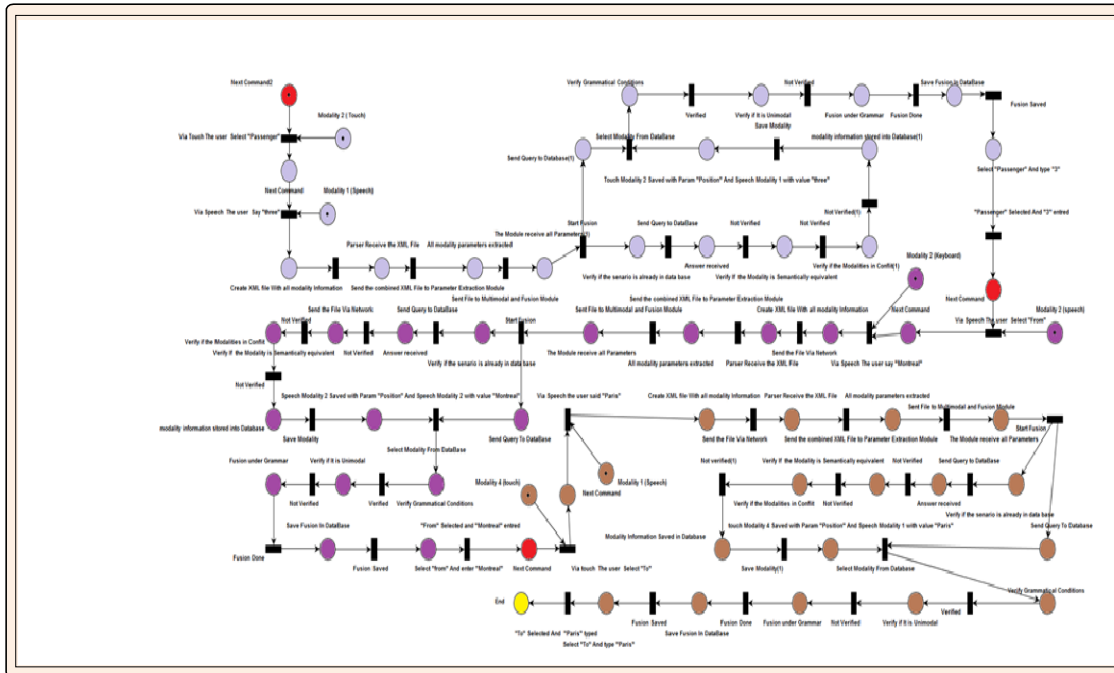 Next Command2
Modality 2 ( Touch)
Via Touch The user Select "Passenger"
Next Command
Modality 1 (Speech)
Via Speech The user Say "three"
Parser Receive the XML File
All modality parameters extracted
The Module receive all Parameters(1)
Create XML file With all modality Information
Send the combined XML File to Parameter Extraction Module
Sent File to Multimodal and Fusion Module
Verify Grammatical Conditions
Not Verified
Save Fusion In DataBase
Verified
Verify if It is Unimodal
Fusion under Grammar
Fusion Done
Fusion Saved
Save Modality
Select Modality From DataBase
modality information stored into Database(1)
Send Query to Database(1)
Touch Modality 2 Saved with Param "Position" And Speech Modality 1 with value "three"
Select "Passenger" And type "3"
Start Fusion
Send Query to DataBase
Not Verified
Not Verified
Not Verified(1)
"Passenger" Selected And "3" entred
Answer received
Verify if the senario is already in data base
Verify if the Modality is Semantically equivalent
Verify if the Modalities in Conflit(1)
Modality 2 (Keyboard)
Next Command
Modality 2 (speech)
Via Speech The user Select "From"
Next Command
Send the combined XML File to Parameter Extraction Module
Sent File to Multimodal and Fusion Module
Create XML file With all modality Information
Send the File Via Network
Send Query to DataBase
Start Fusion
Not Verified
Verify if the Modalities in Conflit
Verify if the Modality is Semantically equivalent
Not Verified
Answer received
Verify if the senario is already in data base
The Module receive all Parameters
All modality parameters extracted
Parser Receive the XML File
Send the File Via Network
Via Speech The user say "Montreal"
Not Verified
Speech Modality 2 Saved with Param "Position" And Speech Modality 2 with value "Montreal"
Via Speech the user said "Paris"
modality information stored into Database
Save Modality
Send Query To DataBase
Select Modality From DataBase
Fusion under Grammar
Verify if It is Unimodal
Not Verified
Verified
Verify Grammatical Conditions
Save Fusion In DataBase
"From" Selected and "Montreal" entred
Fusion Done
Fusion Saved
Select "from" And enter "Montreal"
Next Command
Via touch The user Select "To"
Modality 4 (touch)
Next Command
Modality 1 (Speech)
Create XML file With all modality Information
Parser Receive the XML File
All modality parameters extracted
Sent File to Multimodal and Fusion Module
Start Fusion
Send the File Via Network
Send the combined XML File to Parameter Extraction Module
The Module receive all Parameters
Not verified(1)
Verify if the Modality is Semantically equivalent
Not Verified
Send Query to DataBase
Verify if the Modalities in Conflit
Not Verified
Answer received
Verify if the senario is already in data base
touch Modality 4 Saved with Param "Position" And Speech Modality 1 with value "Paris"
Send Query To Database
Modality Information Saved in Database
Save Modality(1)
Select Modality From Database
Verify Grammatical Conditions
End
Fusion Saved
Fusion Done
Fusion under Grammar
Not Verified
Verify if It is Unimodal
Verified
"To" Selected And "Paris" typed
Save Fusion In DataBase
Select "To" And type "Paris"